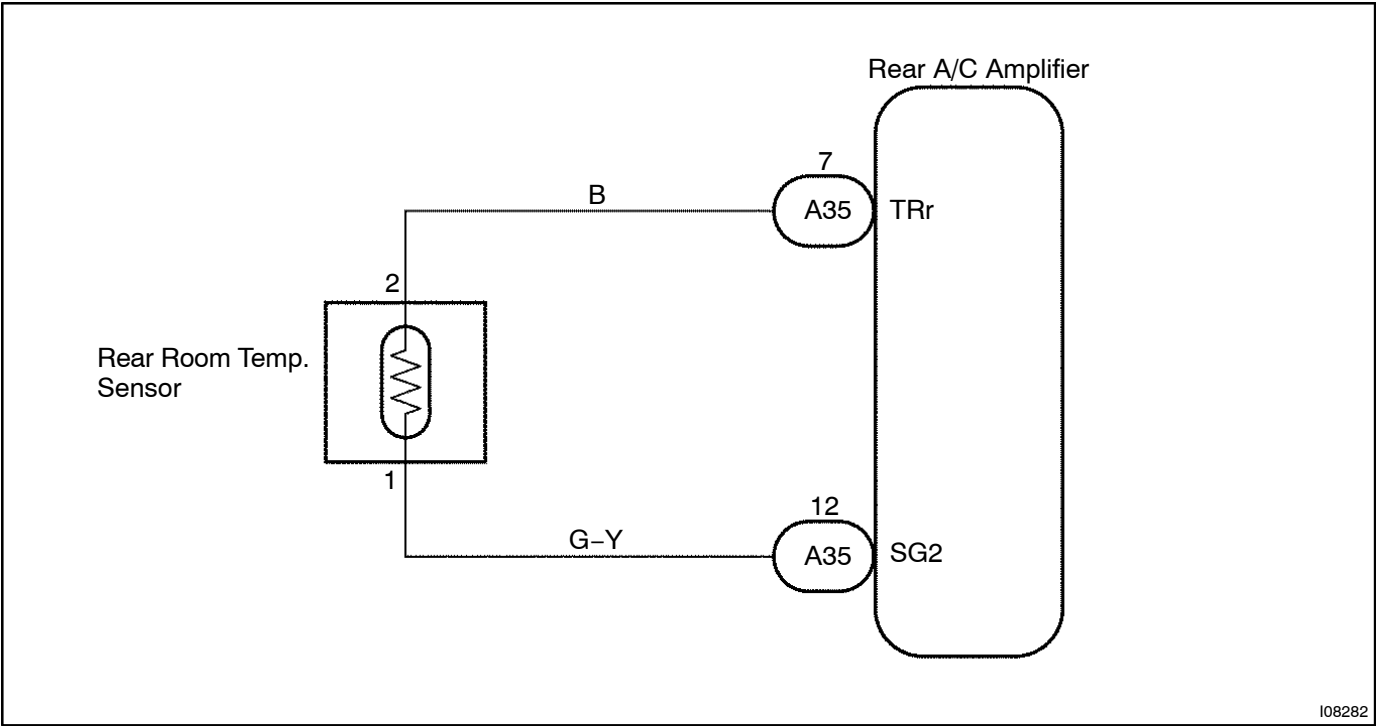 Rear A/C Amplifier
7
B
A35
TRr
2
Rear Room Temp.
Sensor
1
12
G–Y
A35
SG2
I08282